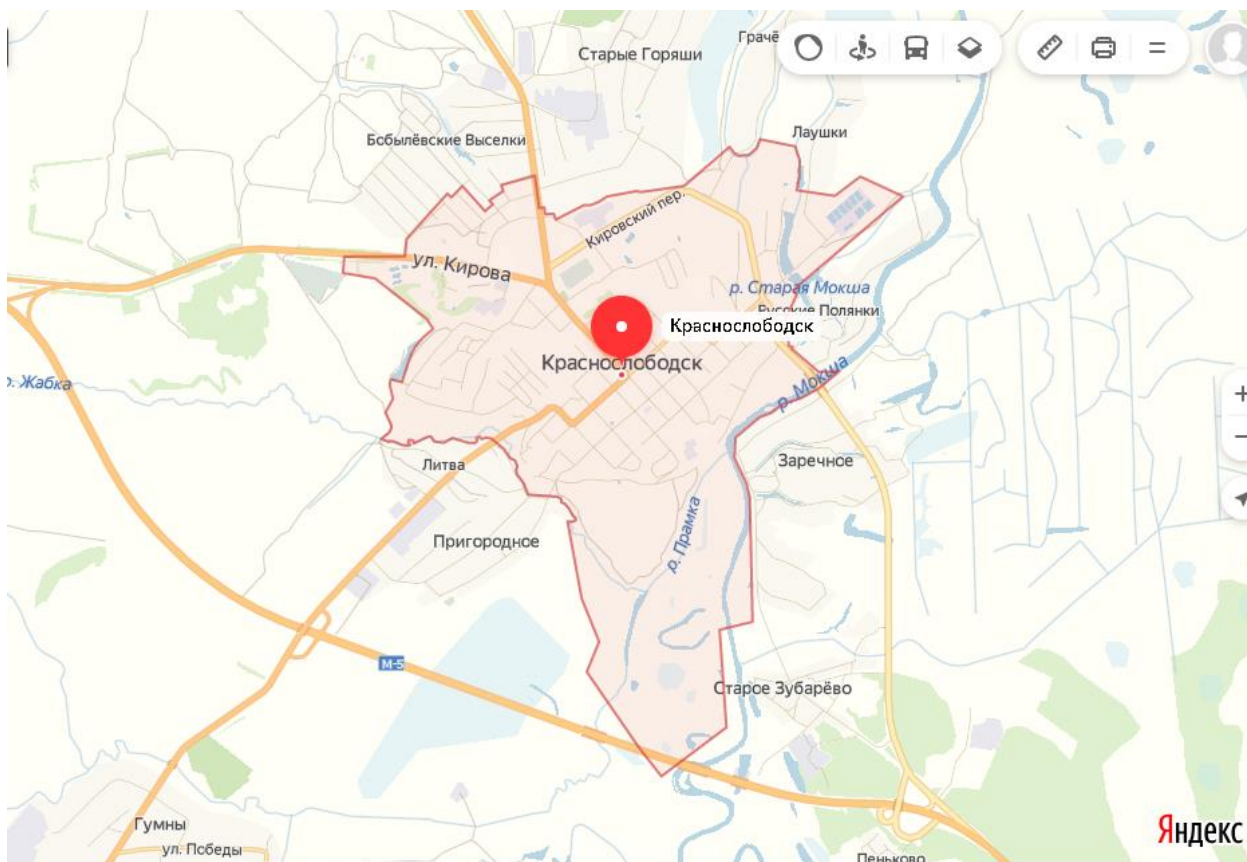 Старые Горяши
Грачё
Бобылёвские Выселки
Лаушки
Кировский пер.
ул. Кирова
р. Старая Мокша
Русские Полянки
Краснослободск
Краснослободск
р. Жабка
р. Мокша
Литва
Заречное
Пригородное
р. Прамка
М-5
Старое Зубарёво
Гумны
ул. Победы
Пеньково
Яндекс